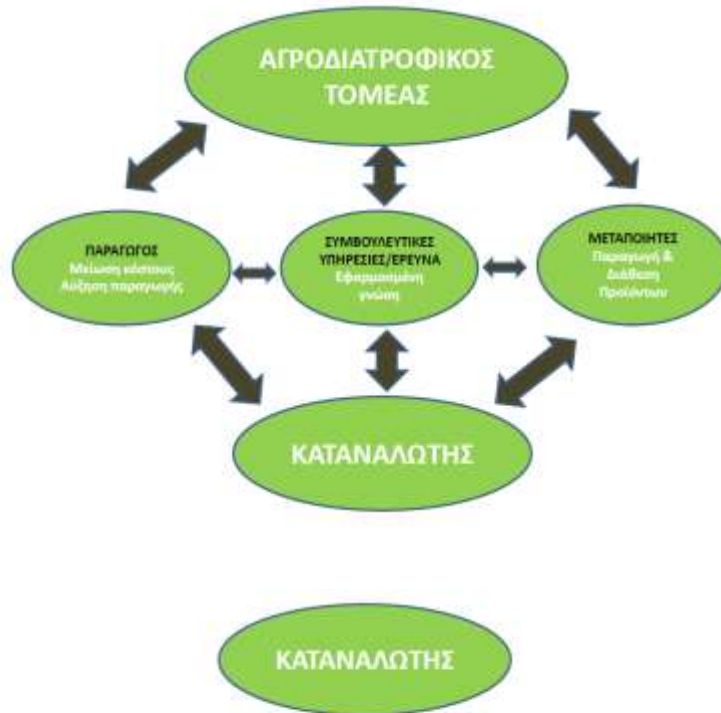 ΑΓΡΟΔΙΑΤΡΟΦΙΚΟΣ
ΤΟΜΕΑΣ
ΠΑΡΑΓΩΓΟΣ
Μείωση κόστους
Αύξηση παραγωγής
ΣΥΜΒΟΥΛΕΥΤΙΚΕΣ
ΥΠΗΡΕΣΙΕΣ/ΕΡΕΥΝΑ
Εφαρμοσμένη
γνώση
ΜΕΤΑΠΟΙΗΤΕΣ
Παραγωγή &
Διάθεση
Προϊόντων
ΚΑΤΑΝΑΛΩΤΗΣ
ΚΑΤΑΝΑΛΩΤΗΣ